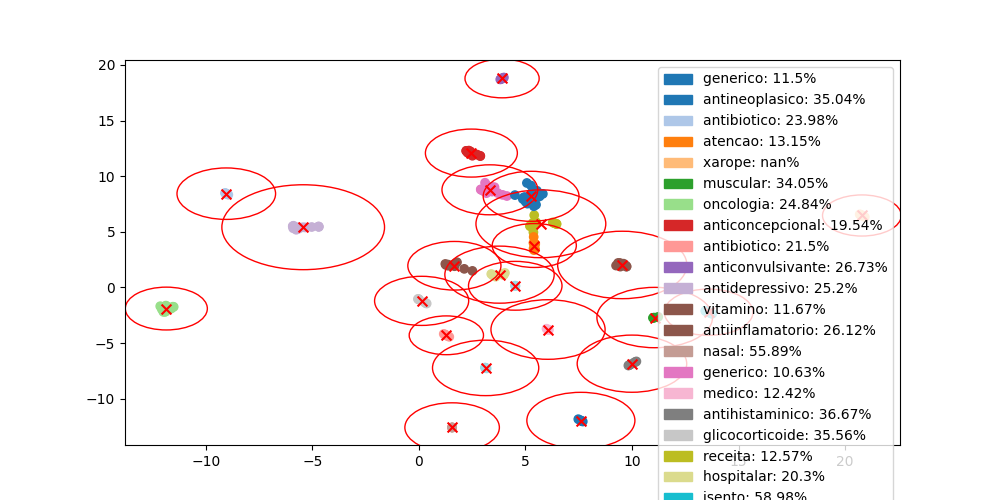 20
15
10
5
0
−5
−10
−10
−5
0
5
10
15
20
generico: 11.5%
antineoplasico: 35.04%
antibiotico: 23.98%
atencao: 13.15%
xarope: nan%
muscular: 34.05%
oncologia: 24.84%
anticoncepcional: 19.54%
antibiotico: 21.5%
anticonvulsivante: 26.73%
antidepressivo: 25.2%
vitamino: 11.67%
antiinflamatorio: 26.12%
nasal: 55.89%
generico: 10.63%
medico: 12.42%
antihistaminico: 36.67%
glicocorticoide: 35.56%
receita: 12.57%
hospitalar: 20.3%
isento: 58.98%